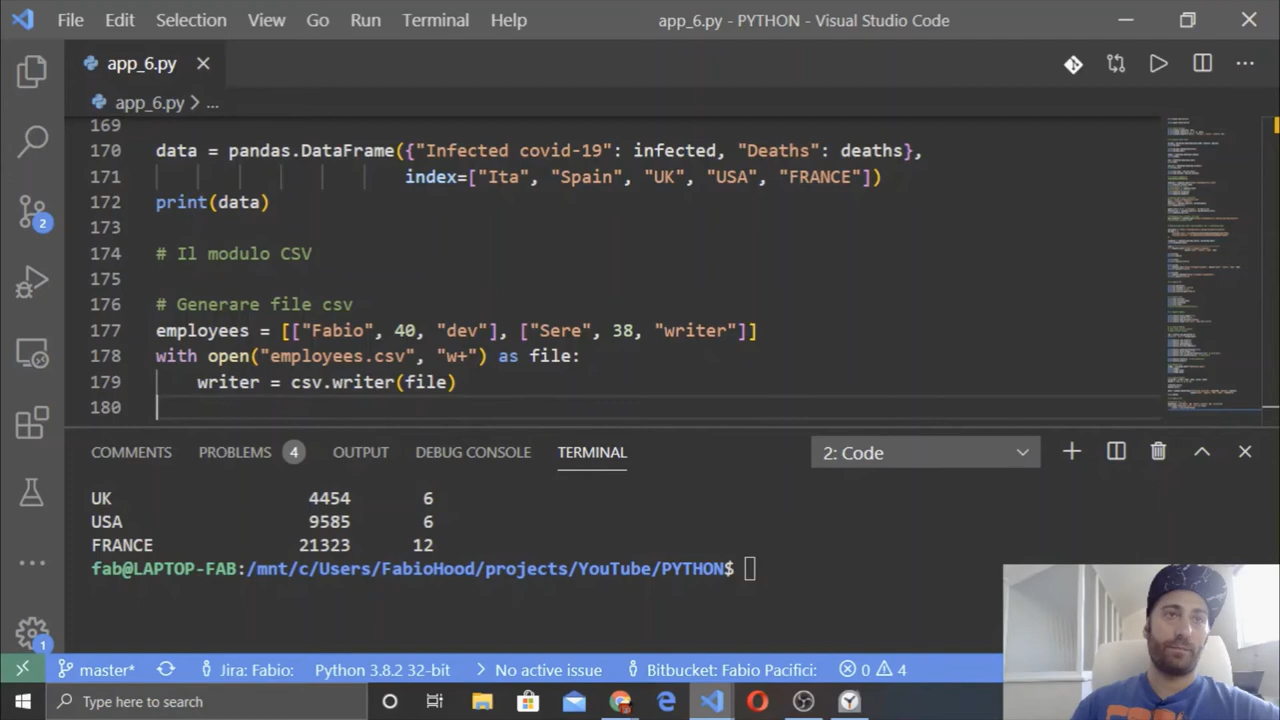 File Edit Selection View Go Run Terminal Help app_6.py - PYTHON - Visual Studio Code
app_6.py
app_6.py > ...
169
170 data = pandas.DataFrame({"Infected covid-19": infected, "Deaths": deaths},
171 index=["Ita", "Spain", "UK", "USA", "FRANCE"])
172 print(data)
173
174 # Il modulo CSV
175
176 # Generare file csv
177 employees = [["Fabio", 40, "dev"], ["Sere", 38, "writer"]]
178 with open("employees.csv", "w+") as file:
179 writer = csv.writer(file)
180
2
COMMENTS PROBLEMS 4 OUTPUT DEBUG CONSOLE TERMINAL 2: Code
UK 4454 6
USA 9585 6
FRANCE 21323 12
fab@LAPTOP-FAB:/mnt/c/Users/FabioHood/projects/YouTube/PYTHON$
1
master* Jira: Fabio: Python 3.8.2 32-bit No active issue Bitbucket: Fabio Pacifici: 0 4
Type here to search